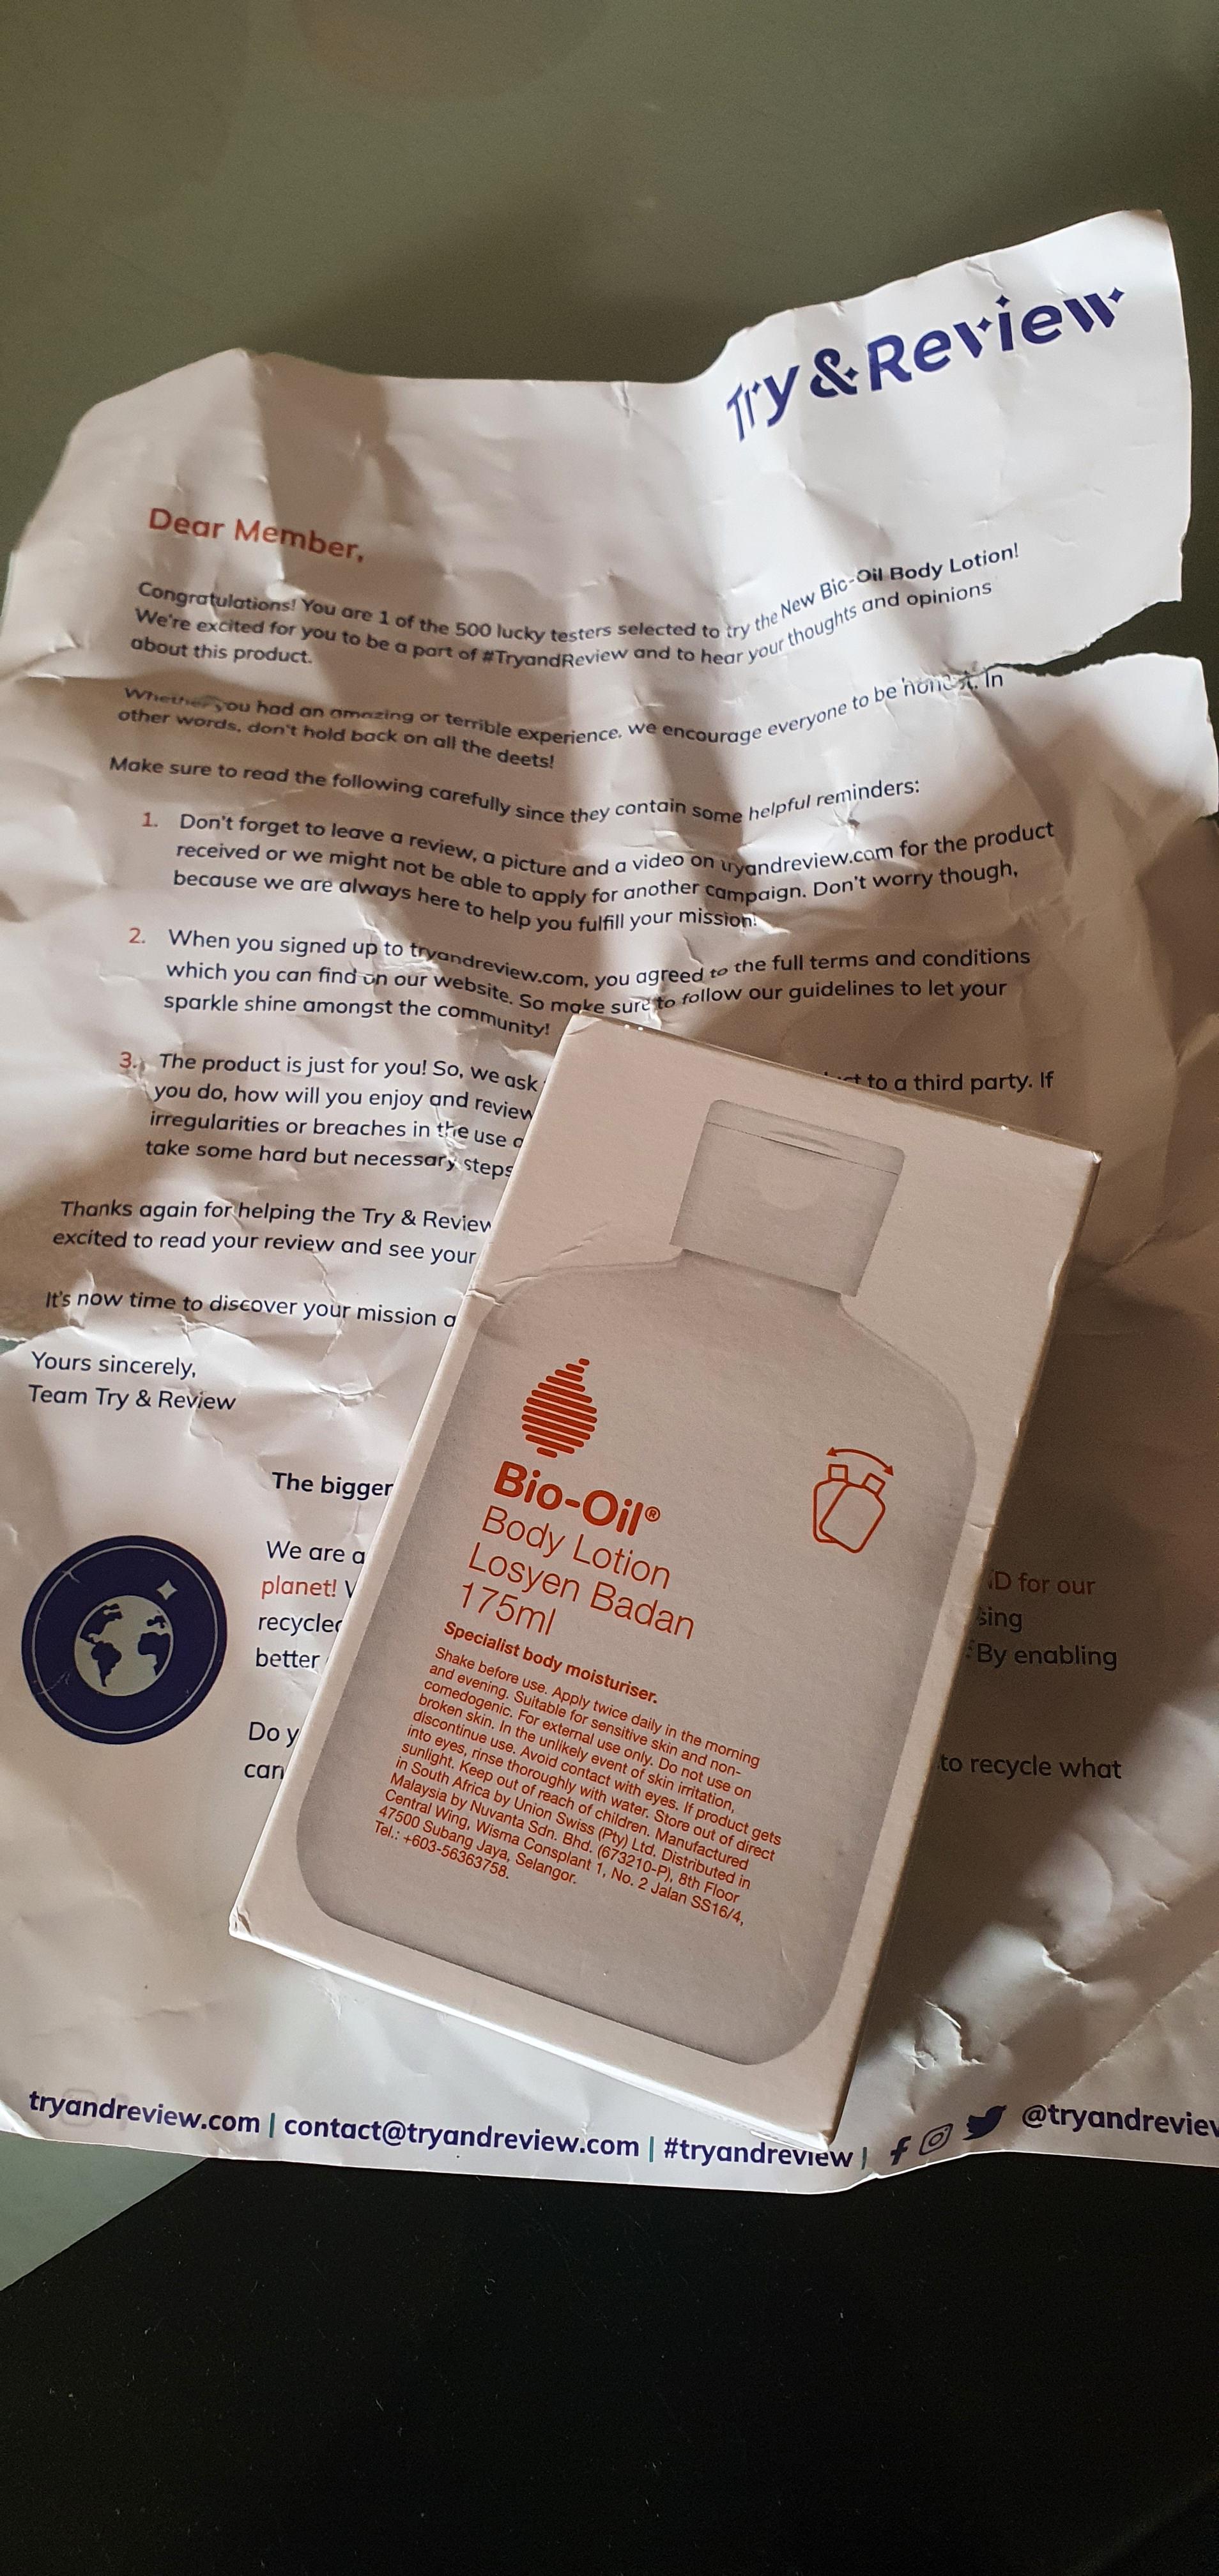 Try & Review
Dear Member,
Congratulations! You are 1 of the 500 lucky testers selected to try the New Bio-Oil Body Lotion!
We're excited for you to be a part of #TryandReview and to hear your thoughts and opinions
about this product.
Whether you had an amazing or terrible experience, we encourage everyone to be honest. In
other words, don't hold back on all the deets!
Make sure to read the following carefully since they contain some helpful reminders:
1. Don't forget to leave a review, a picture and a video on tryandreview.com for the product
received or we might not be able to apply for another campaign. Don't worry though,
because we are always here to help you fulfill your mission!
2. When you signed up to tryandreview.com, you agreed to the full terms and conditions
which you can find on our website. So make sure to follow our guidelines to let your
sparkle shine amongst the community!
3. The product is just for you! So, we ask to a third party. If
you do, how will you enjoy and review
irregularities or breaches in the use
take some hard but necessary steps
Thanks again for helping the Try & Review
excited to read your review and see your
It's now time to discover your mission
Yours sincerely,
Team Try & Review
The bigger
We are a D for our
planet! sing
recycled By enabling
better
Do y to recycle what
can
Bio-Oil®
Body Lotion
Losyen Badan
175ml
Specialist body moisturiser.
Shake before use. Apply twice daily in the morning
and evening. Suitable for sensitive skin and non-
comedogenic. For external use only. Do not use on
broken skin. In the unlikely event of skin irritation,
discontinue use. Avoid contact with eyes. If product gets
into eyes, rinse thoroughly with water. Store out of direct
sunlight. Keep out of reach of children. Manufactured
in South Africa by Union Swiss (Pty) Ltd. Distributed in
Malaysia by Nuvanta Sdn. Bhd. (673210-P), 8th Floor
Central Wing, Wisma Consplant 1, No. 2 Jalan SS16/4,
47500 Subang Jaya, Selangor.
Tel.: +603-56363758.
tryandreview.com | contact@tryandreview.com | #tryandreview | @tryandreview